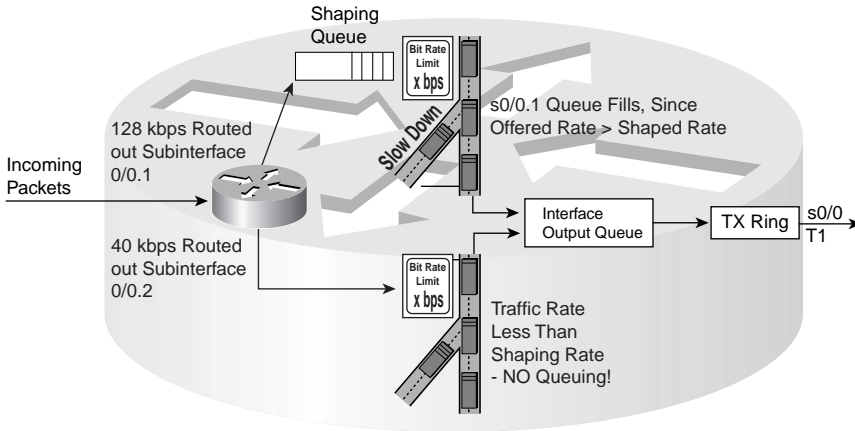 Shaping
Queue
Bit Rate
Limit
x bps
Slow Down
s0/0.1 Queue Fills, Since
Offered Rate > Shaped Rate
128 kbps Routed
out Subinterface
0/0.1
Incoming
Packets
Interface
Output Queue
TX Ring
s0/0
T1
40 kbps Routed
out Subinterface
0/0.2
Bit Rate
Limit
x bps
Traffic Rate
Less Than
Shaping Rate
- NO Queuing!